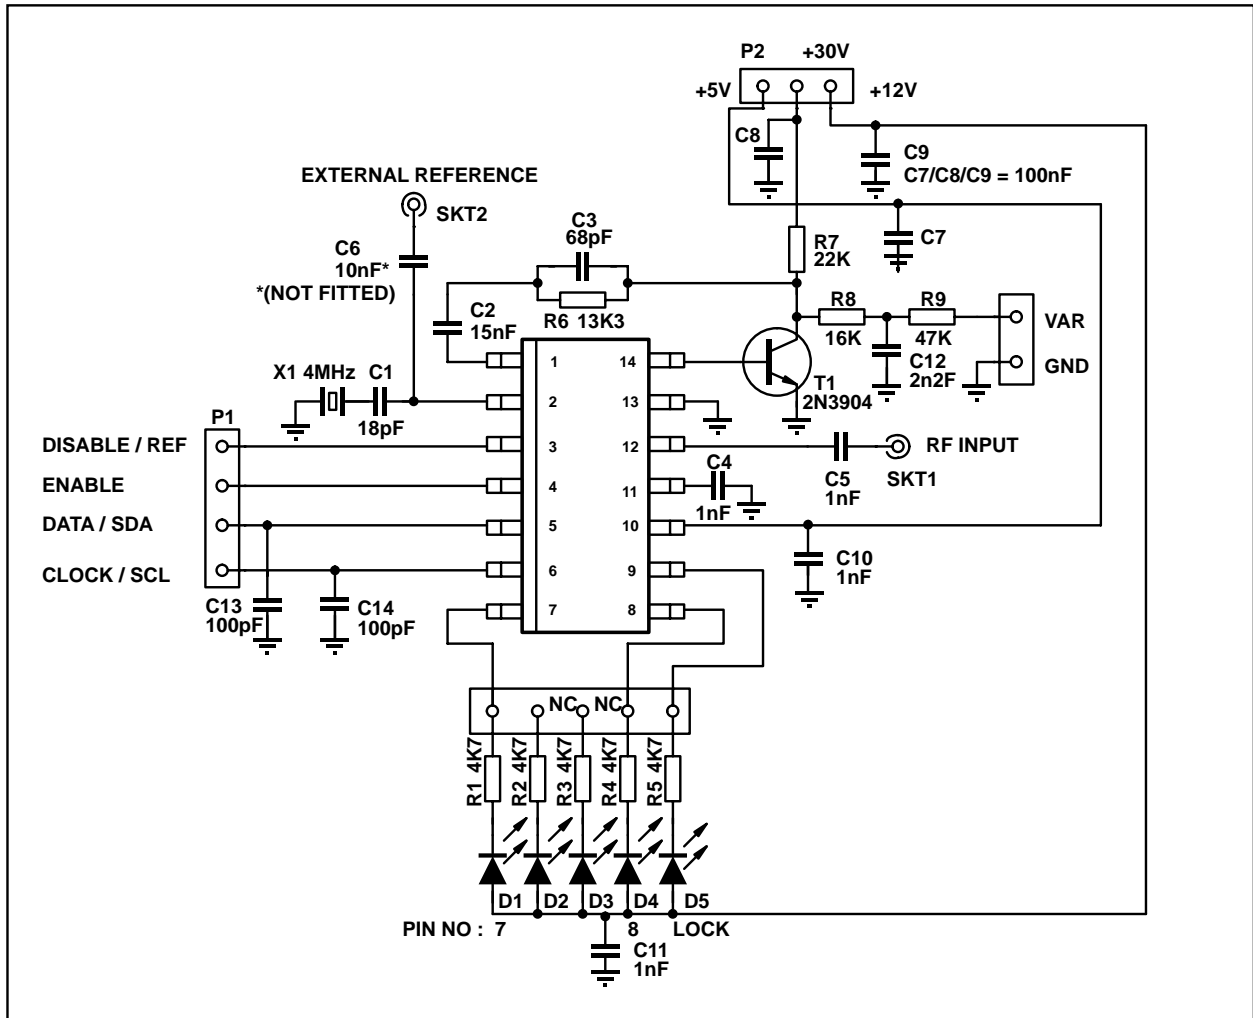 P2 +30V
+5V +12V
C8
C9
C7/C8/C9 = 100nF
EXTERNAL REFERENCE
SKT2
C3
68pF
C7
R7
22K
C6
10nF*
*(NOT FITTED)
R8 R9
C2
15nF
R6 13K3
VAR
16K 47K
C12
2n2F
GND
1 14
X1 4MHz C1
T1
2N3904
2 13
18pF
P1
DISABLE / REF
3 12
RF INPUT
C4
C5
1nF
SKT1
ENABLE
4 11
1nF
DATA / SDA
5 10
C10
1nF
CLOCK / SCL
6 9
C13
100pF
C14
100pF
7 8
NC NC
R1 4K7
R2 4K7
R3 4K7
R4 4K7
R5 4K7
D1 D2 D3 D4 D5
PIN NO : 7 8 LOCK
C11
1nF